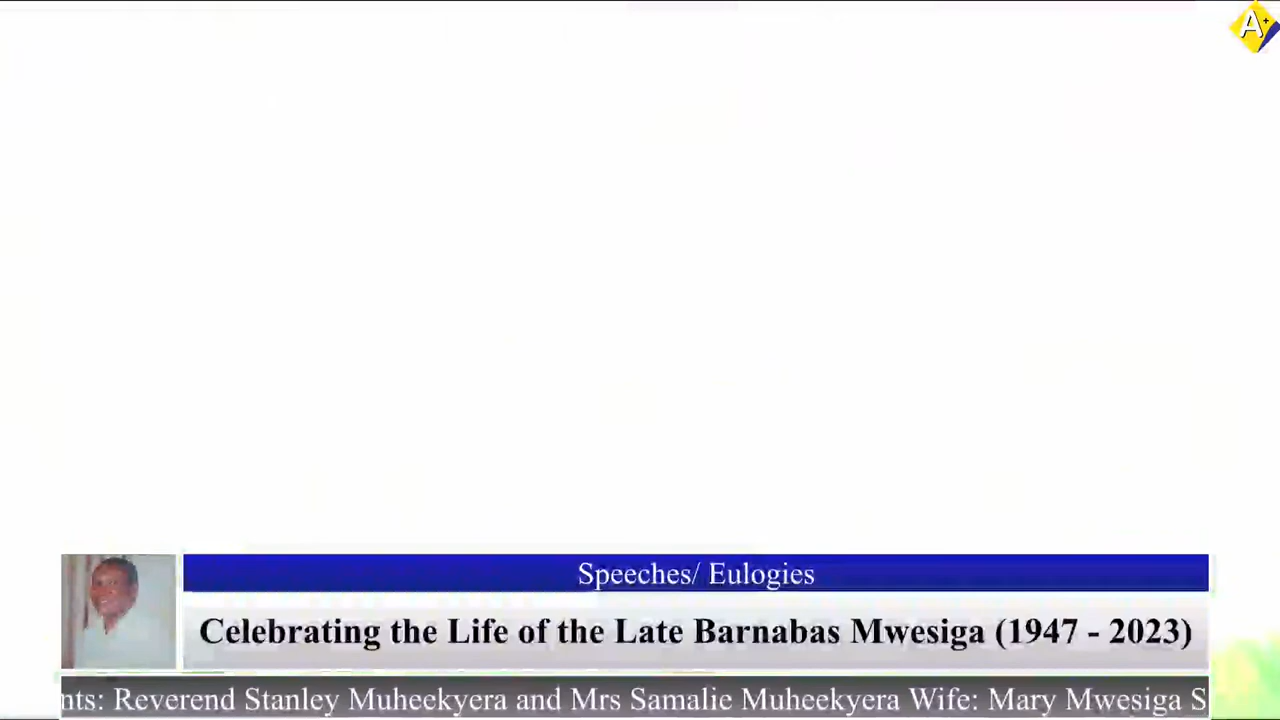 A+
Speeches/ Eulogies
Celebrating the Life of the Late Barnabas Mwesiga (1947 - 2023)
nts: Reverend Stanley Muheekyera and Mrs Samalie Muheekyera Wife: Mary Mwesiga S